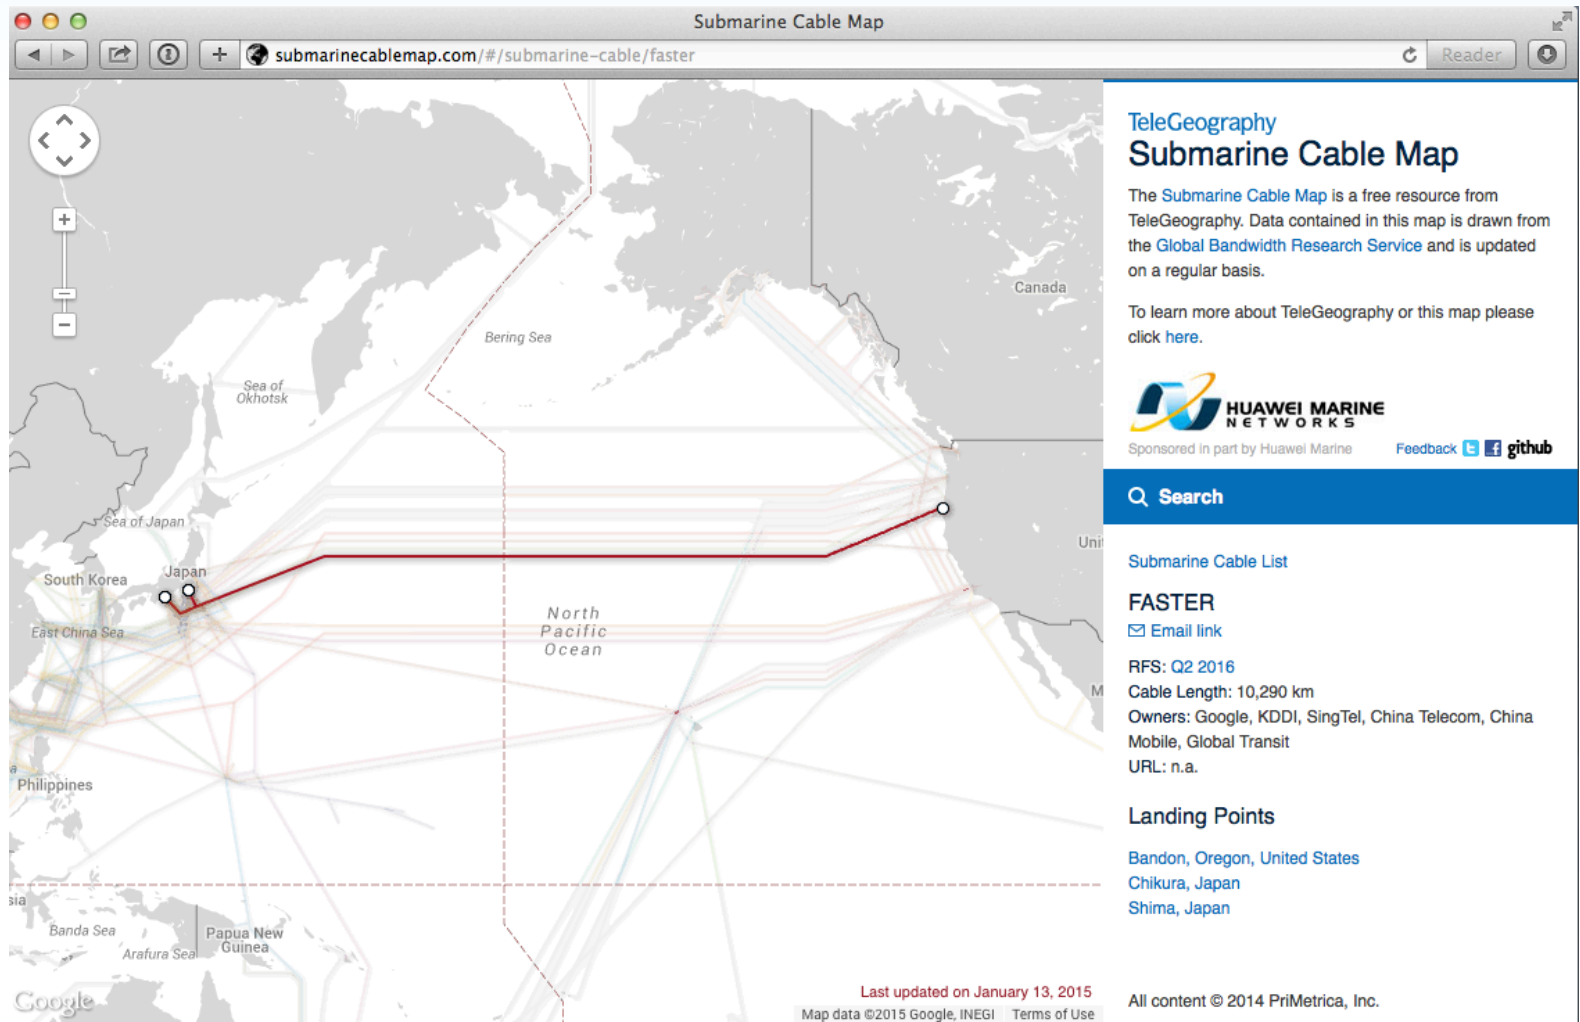 Submarine Cable Map
submarinecablemap.com/#/submarine-cable/faster
Reader
TeleGeography
Submarine Cable Map
The Submarine Cable Map is a free resource from
TeleGeography. Data contained in this map is drawn from
the Global Bandwidth Research Service and is updated
on a regular basis.
To learn more about TeleGeography or this map please
click here.
HUAWEI MARINE
NETWORKS
Sponsored in part by Huawei Marine
Feedback
github
Search
Submarine Cable List
FASTER
Email link
RFS: Q2 2016
Cable Length: 10,290 km
Owners: Google, KDDI, SingTel, China Telecom, China
Mobile, Global Transit
URL: n.a.
Landing Points
Bandon, Oregon, United States
Chikura, Japan
Shima, Japan
All content © 2014 PriMetrica, Inc.
Canada
Bering Sea
Sea of
Okhotsk
Sea of Japan
Japan
South Korea
East China Sea
North
Pacific
Ocean
Unit
M
Philippines
sia
Banda Sea
Arafura Sea
Papua New
Guinea
Google
Last updated on January 13, 2015
Map data ©2015 Google, INEGI
Terms of Use